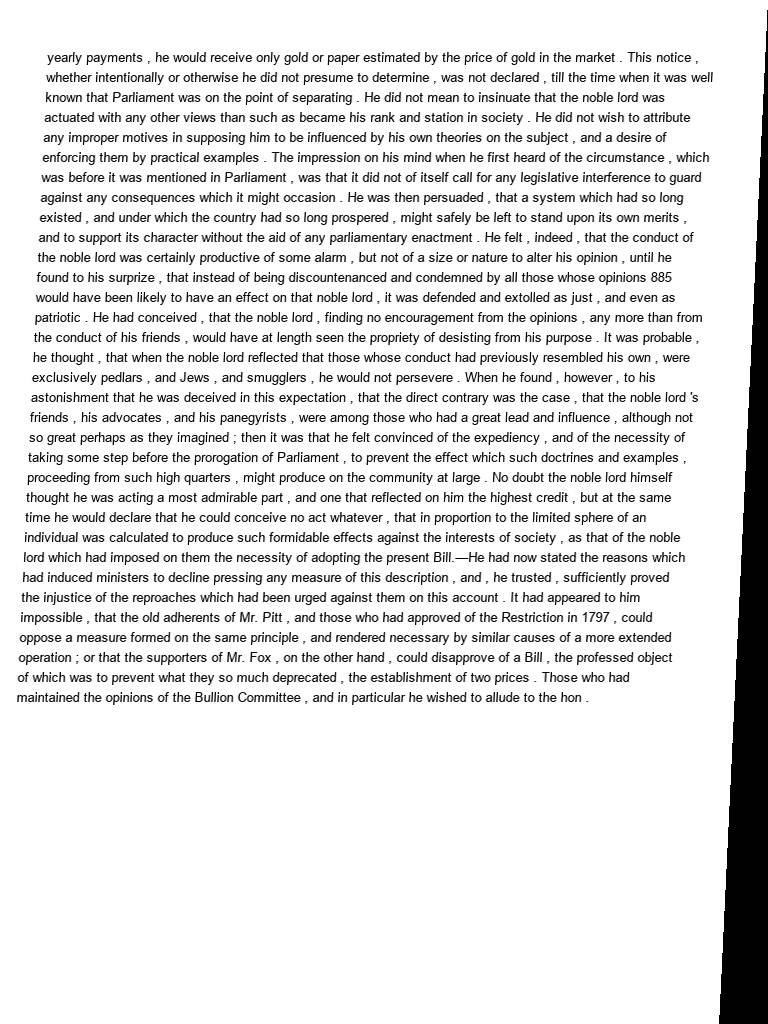 yearly payments , he would receive only gold or paper estimated by the price of gold in the market . This notice ,
whether intentionally or otherwise he did not presume to determine , was not declared , till the time when it was well
known that Parliament was on the point of separating . He did not mean to insinuate that the noble lord was
actuated with any other views than such as became his rank and station in society . He did not wish to attribute
any improper motives in supposing him to be influenced by his own theories on the subject , and a desire of
enforcing them by practical examples . The impression on his mind when he first heard of the circumstance , which
was before it was mentioned in Parliament , was that it did not of itself call for any legislative interference to guard
against any consequences which it might occasion . He was then persuaded , that a system which had so long
existed , and under which the country had so long prospered , might safely be left to stand upon its own merits ,
and to support its character without the aid of any parliamentary enactment . He felt , indeed , that the conduct of
the noble lord was certainly productive of some alarm , but not of a size or nature to alter his opinion , until he
found to his surprize , that instead of being discountenanced and condemned by all those whose opinions 885
would have been likely to have an effect on that noble lord , it was defended and extolled as just , and even as
patriotic . He had conceived , that the noble lord , finding no encouragement from the opinions , any more than from
the conduct of his friends , would have at length seen the propriety of desisting from his purpose . It was probable ,
he thought , that when the noble lord reflected that those whose conduct had previously resembled his own , were
exclusively pedlars , and Jews , and smugglers , he would not persevere . When he found , however , to his
astonishment that he was deceived in this expectation , that the direct contrary was the case , that the noble lord 's
friends , his advocates , and his panegyrists , were among those who had a great lead and influence , although not
so great perhaps as they imagined ; then it was that he felt convinced of the expediency , and of the necessity of
taking some step before the prorogation of Parliament , to prevent the effect which such doctrines and examples ,
proceeding from such high quarters , might produce on the community at large . No doubt the noble lord himself
thought he was acting a most admirable part , and one that reflected on him the highest credit , but at the same
time he would declare that he could conceive no act whatever , that in proportion to the limited sphere of an
individual was calculated to produce such formidable effects against the interests of society , as that of the noble
lord which had imposed on them the necessity of adopting the present Bill.—He had now stated the reasons which
had induced ministers to decline pressing any measure of this description , and , he trusted , sufficiently proved
the injustice of the reproaches which had been urged against them on this account . It had appeared to him
impossible , that the old adherents of Mr. Pitt , and those who had approved of the Restriction in 1797 , could
oppose a measure formed on the same principle , and rendered necessary by similar causes of a more extended
operation ; or that the supporters of Mr. Fox , on the other hand , could disapprove of a Bill , the professed object
of which was to prevent what they so much deprecated , the establishment of two prices . Those who had
maintained the opinions of the Bullion Committee , and in particular he wished to allude to the hon .